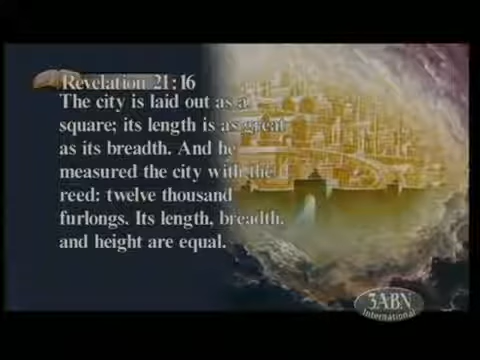 Revelation 21:16
The city is laid out as a
square; its length is as great
as its breadth. And he
measured the city with the
reed: twelve thousand
furlongs. Its length, breadth,
and height are equal.
3ABN
International